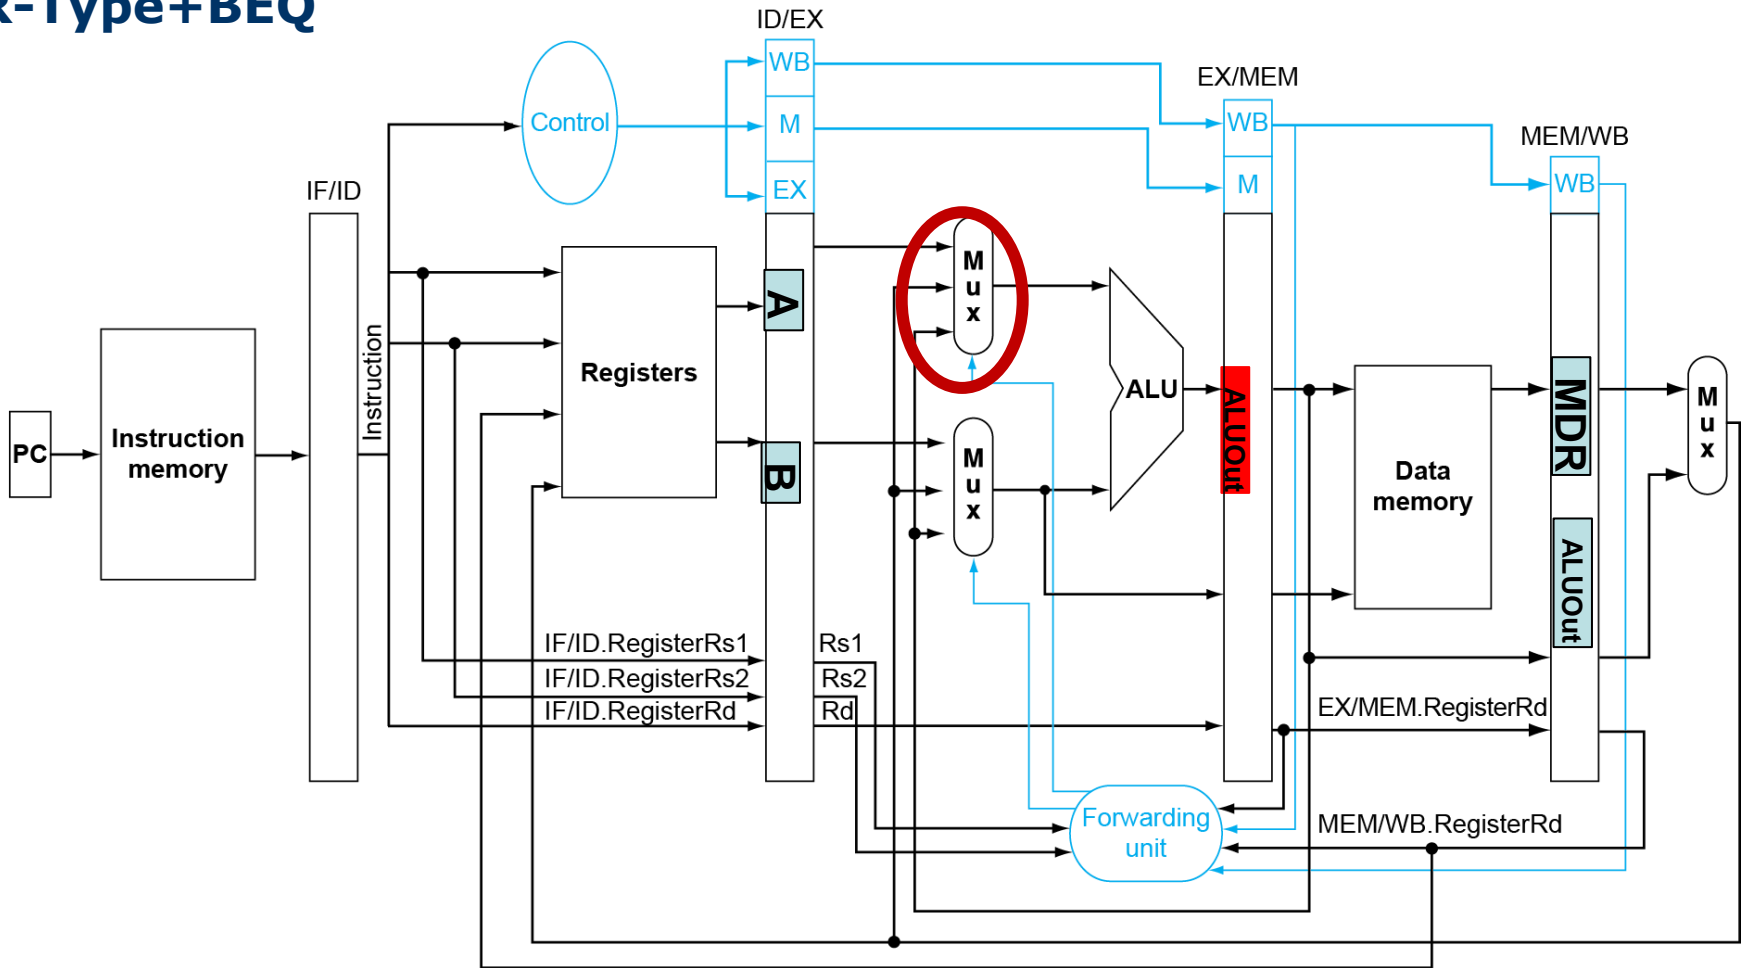 R-Type+BEQ
ID/EX
WB
M
EX
Control
EX/MEM
WB
M
MEM/WB
WB
IF/ID
Instruction
PC
Instruction
memory
Registers
A
B
M
u
x
M
u
x
ALU
ALUOut
Data
memory
MDR
ALUOut
M
u
x
IF/ID.RegisterRs1
IF/ID.RegisterRs2
IF/ID.RegisterRd
Rs1
Rs2
Rd
EX/MEM.RegisterRd
Forwarding
unit
MEM/WB.RegisterRd